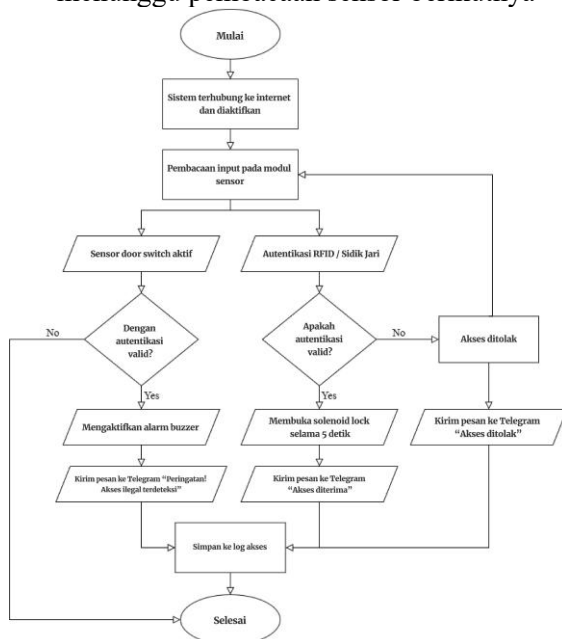 Mulai
Sistem terhubung ke internet
dan diaktifkan
Pembacaan input pada modul
sensor
Sensor door switch aktif
Autentikasi RFID / Sidik Jari
No
Dengan
autentikasi
valid?
Apakah
autentikasi
valid?
No
Akses ditolak
Yes
Yes
Mengaktifkan alarm buzzer
Membuka solenoid lock
selama 5 detik
Kirim pesan ke Telegram
"Akses ditolak"
Kirim pesan ke Telegram "Peringatan!
Akses ilegal terdeteksi"
Kirim pesan ke Telegram
"Akses diterima"
Simpan ke log akses
Selesai